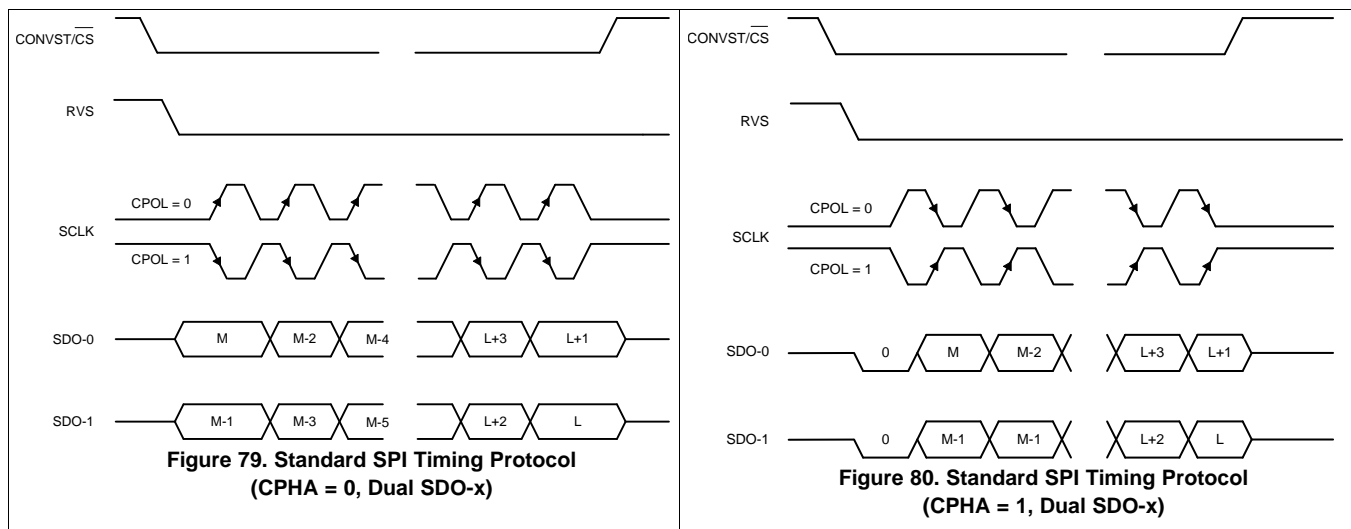 CONVST/CS
RVS
CPOL = 0
SCLK
CPOL = 1
SDO-0 M M-2 M-4 L+3 L+1
SDO-1 M-1 M-3 M-5 L+2 L
Figure 79. Standard SPI Timing Protocol
(CPHA = 0, Dual SDO-x)
CONVST/CS
RVS
CPOL = 0
SCLK
CPOL = 1
SDO-0 0 M M-2 L+3 L+1
SDO-1 0 M-1 M-1 L+2 L
Figure 80. Standard SPI Timing Protocol
(CPHA = 1, Dual SDO-x)